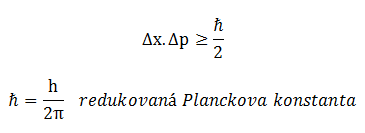 Δx.Δp ≥ ħ/2
ħ = h/2π redukovaná Planckova konstanta